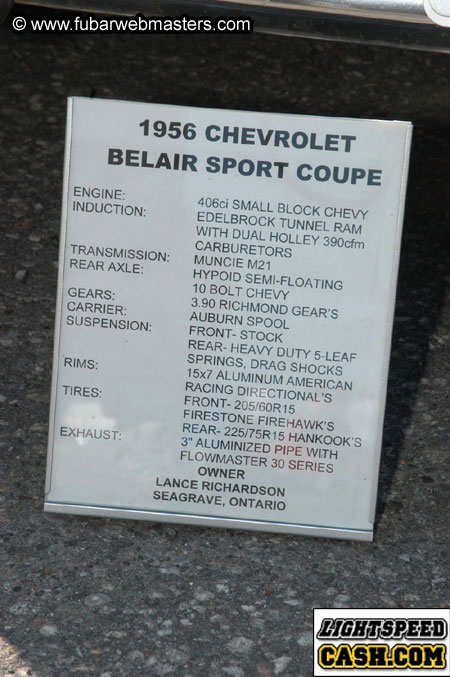 © www.fubarwebmasters.com
1956 CHEVROLET
BELAIR SPORT COUPE
ENGINE: 406ci SMALL BLOCK CHEVY
INDUCTION: EDELBROCK TUNNEL RAM
WITH DUAL HOLLEY 390cfm
CARBURETORS
TRANSMISSION: MUNCIE M21
REAR AXLE: HYPOID SEMI-FLOATING
10 BOLT CHEVY
GEARS: 3.90 RICHMOND GEAR'S
CARRIER: AUBURN SPOOL
SUSPENSION: FRONT- STOCK
REAR- HEAVY DUTY 5-LEAF
SPRINGS, DRAG SHOCKS
RIMS: 15x7 ALUMINUM AMERICAN
RACING DIRECTIONAL'S
TIRES: FRONT- 205/60R15
FIRESTONE FIREHAWK'S
REAR- 225/75R15 HANKOOK'S
EXHAUST: 3" ALUMINIZED PIPE WITH
FLOWMASTER 30 SERIES
OWNER
LANCE RICHARDSON
SEAGRAVE, ONTARIO
LIGHTSPEED
CASH.COM